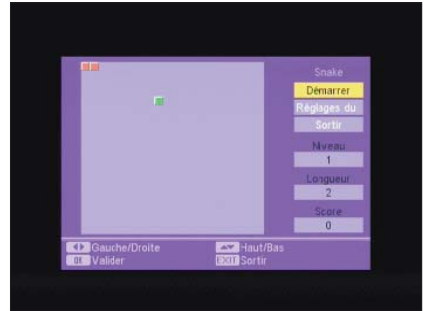 Snake
Démarrer
Réglages du
Sortir
Niveau
1
Longueur
2
Score
0
Gauche/Droite
Haut/Bas
OK Valider
EXIT Sortir